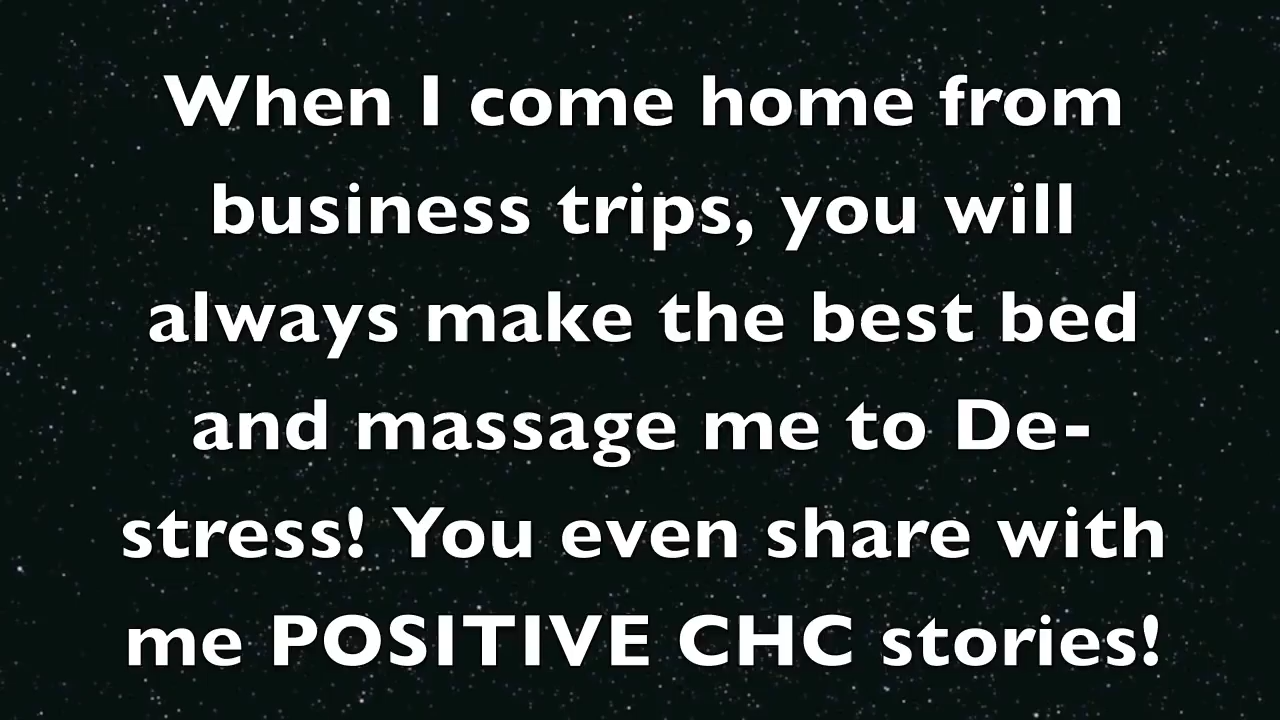 When I come home from
business trips, you will
always make the best bed
and massage me to De-
stress! You even share with
me POSITIVE CHC stories!